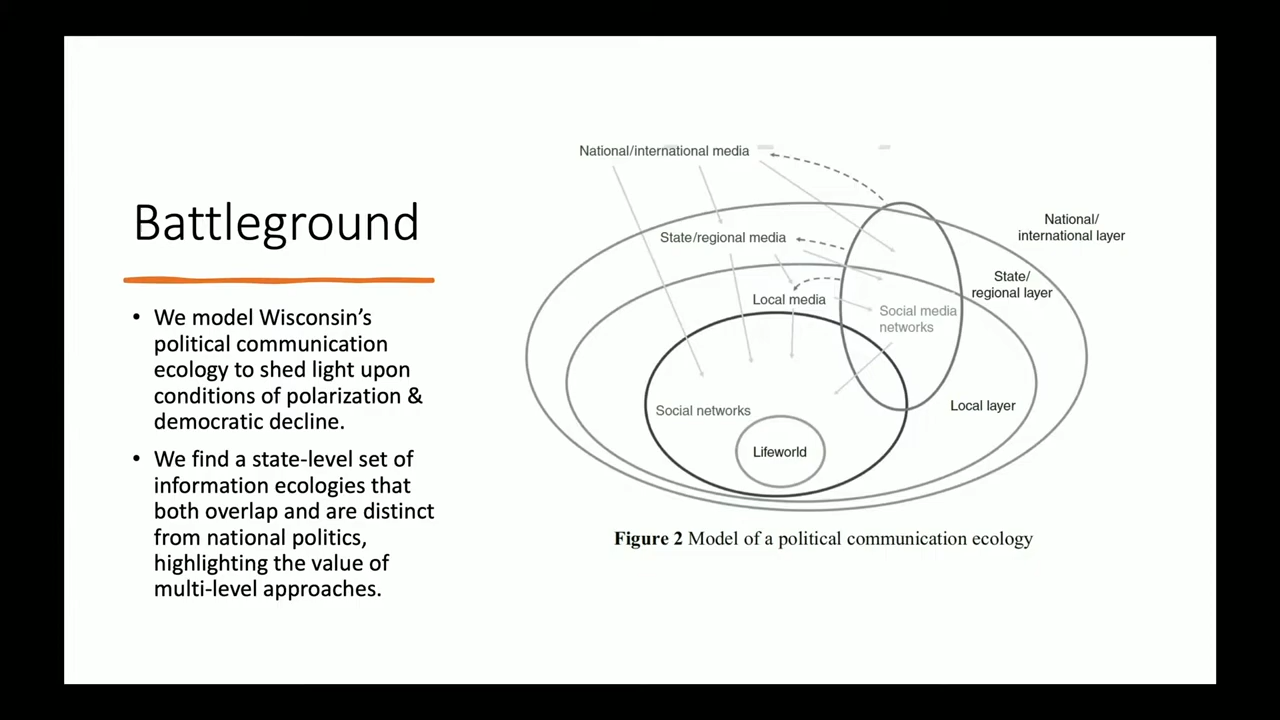 Battleground
• We model Wisconsin's
political communication
ecology to shed light upon
conditions of polarization &
democratic decline.
• We find a state-level set of
information ecologies that
both overlap and are distinct
from national politics,
highlighting the value of
multi-level approaches.
National/international media
State/regional media
Local media
Social media
networks
Social networks
Lifeworld
National/
international layer
State/
regional layer
Local layer
Figure 2 Model of a political communication ecology